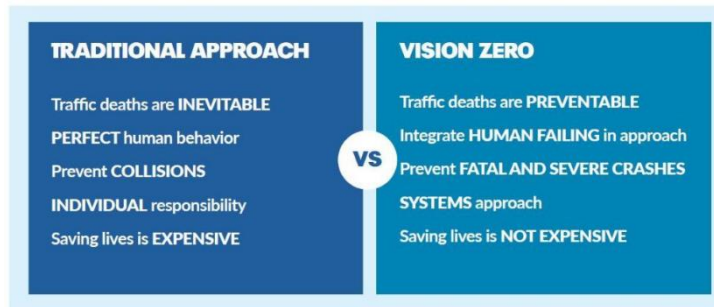 TRADITIONAL APPROACH
Traffic deaths are INEVITABLE
PERFECT human behavior
Prevent COLLISIONS
INDIVIDUAL responsibility
Saving lives is EXPENSIVE
VS
VISION ZERO
Traffic deaths are PREVENTABLE
Integrate HUMAN FAILING in approach
Prevent FATAL AND SEVERE CRASHES
SYSTEMS approach
Saving lives is NOT EXPENSIVE